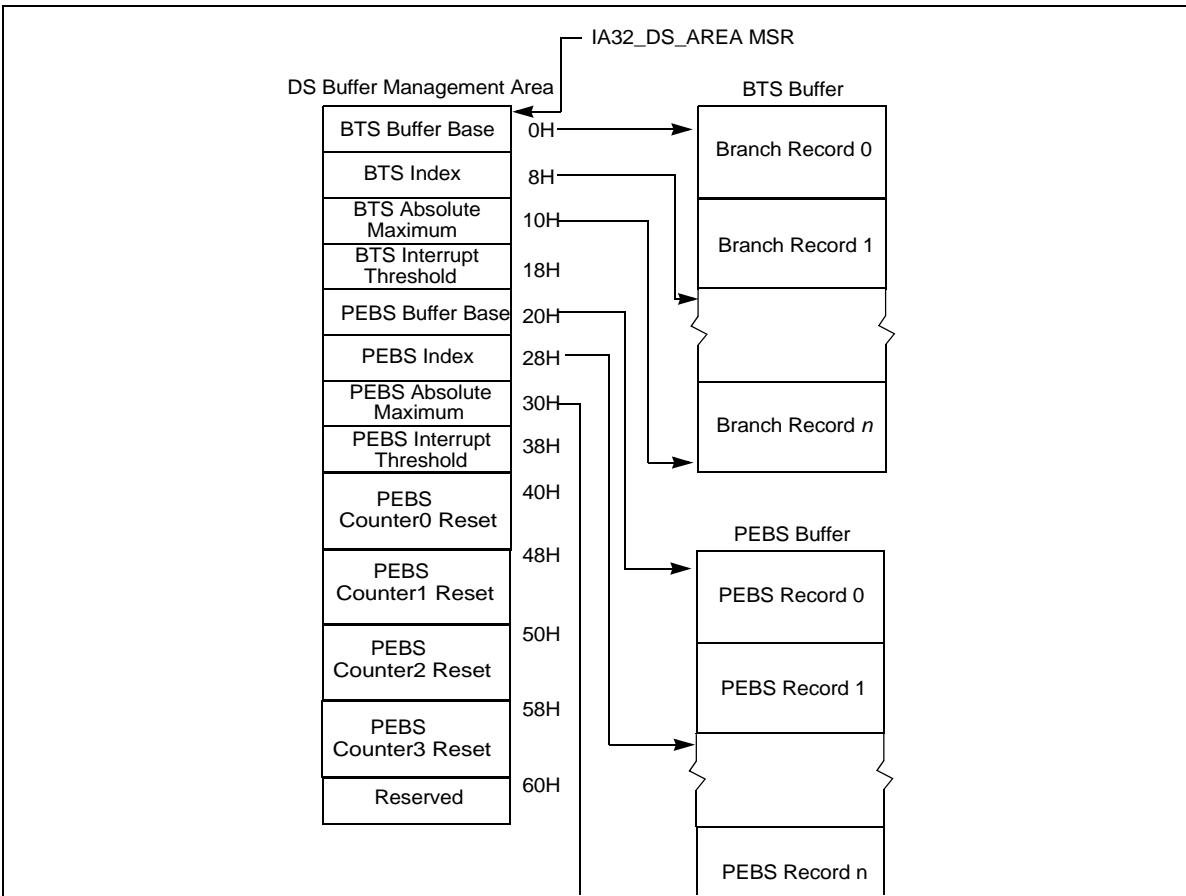 IA32_DS_AREA MSR
DS Buffer Management Area
BTS Buffer Base
0H
BTS Index
8H
BTS Absolute
Maximum
10H
BTS Interrupt
Threshold
18H
PEBS Buffer Base
20H
PEBS Index
28H
PEBS Absolute
Maximum
30H
PEBS Interrupt
Threshold
38H
PEBS
Counter0 Reset
40H
PEBS
Counter1 Reset
48H
PEBS
Counter2 Reset
50H
PEBS
Counter3 Reset
58H
Reserved
60H
BTS Buffer
Branch Record 0
Branch Record 1
Branch Record n
PEBS Buffer
PEBS Record 0
PEBS Record 1
PEBS Record n